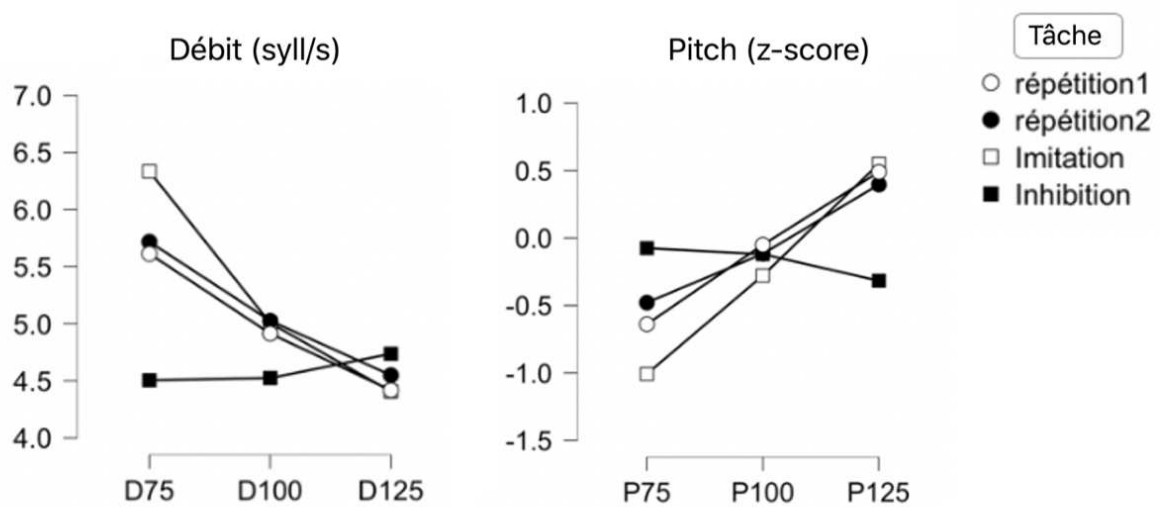 Débit (syll/s)
7.0
6.5
6.0
5.5
5.0
4.5
4.0
D75 D100 D125
Pitch (z-score)
1.0
0.5
0.0
-0.5
-1.0
-1.5
P75 P100 P125
Tâche
répétition1
répétition2
Imitation
Inhibition